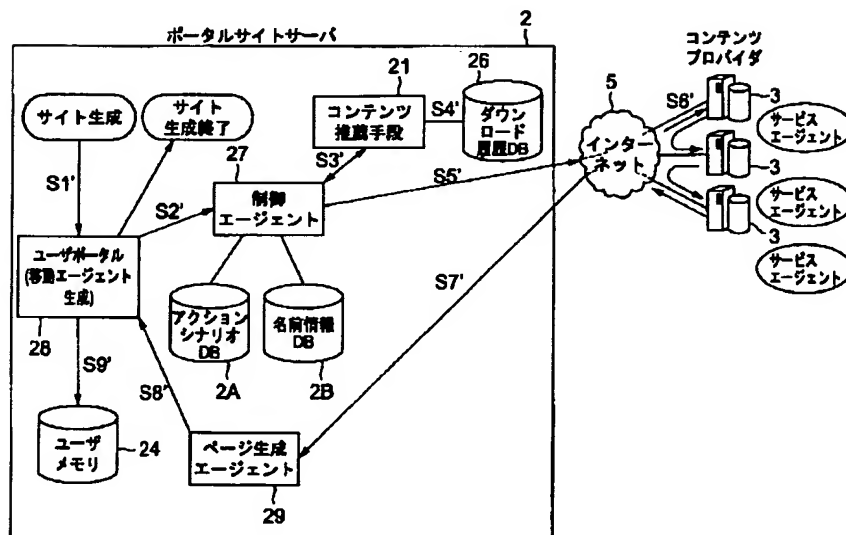 ポータルサイトサーバ
2
コンテンツ
プロバイダ
サイト生成
サイト
生成終了
21
コンテンツ
推薦手段
S4'
26
ダウン
ロード
履歴DB
5
インター
ネット
S6'
3
サービス
エージェント
3
サービス
エージェント
3
サービス
エージェント
S1'
S2'
27
制御
エージェント
S3'
S5'
S7'
ユーザポータル
(移動エージェント
生成)
28
アクション
シナリオ
DB
2A
名前情報
DB
2B
S9'
S8'
ユーザ
メモリ
24
ページ生成
エージェント
29